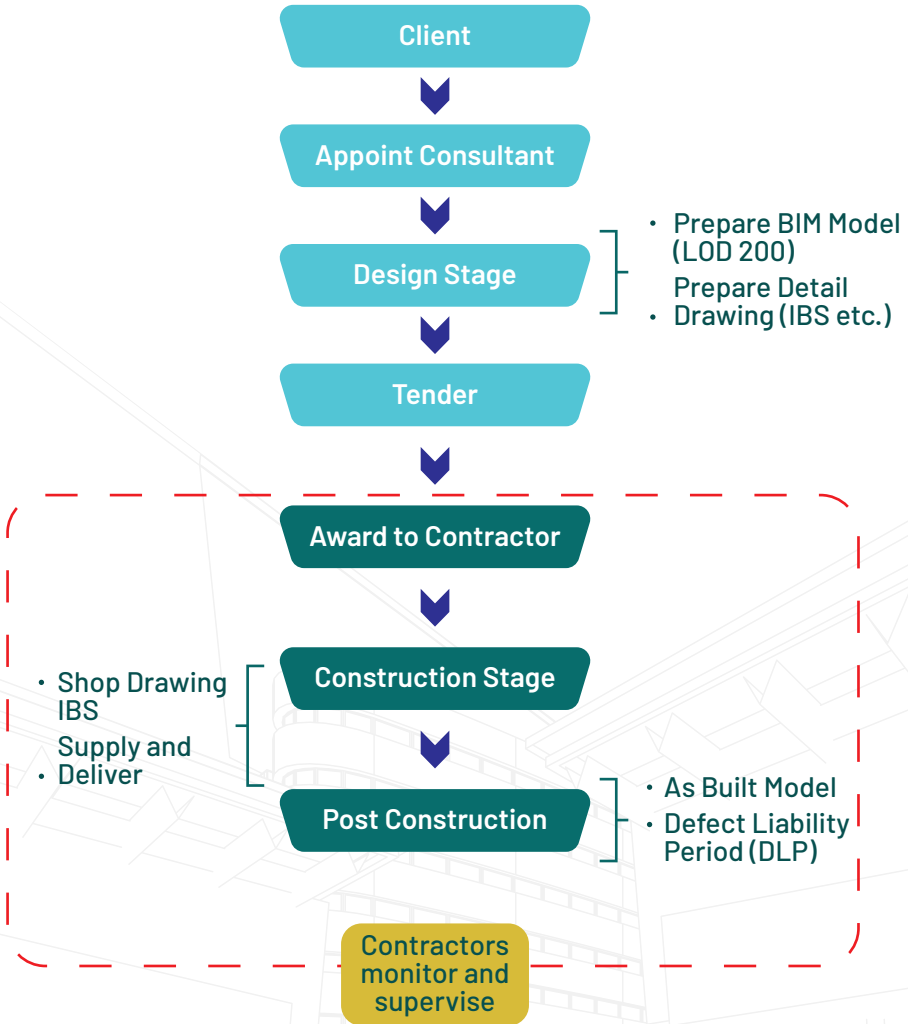 Client
Appoint Consultant
Design Stage
• Prepare BIM Model
(LOD 200)
Prepare Detail
• Drawing (IBS etc.)
Tender
Award to Contractor
Construction Stage
• Shop Drawing
IBS
Supply and
• Deliver
Post Construction
• As Built Model
• Defect Liability
Period (DLP)
Contractors
monitor and
supervise